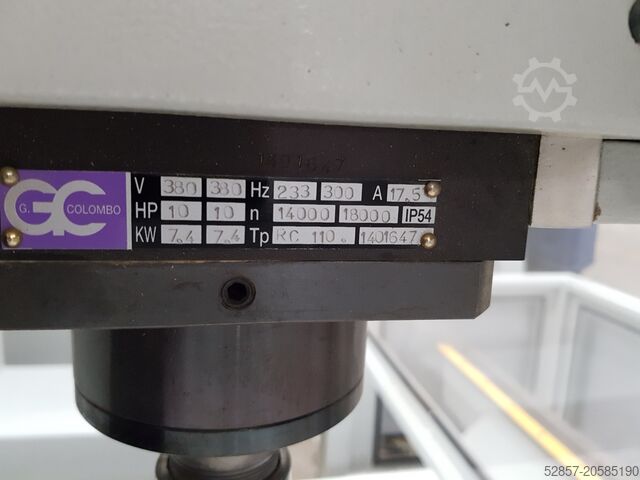 1401647
G. COLOMBO GC
V 380 380 Hz 233 300 A 17.5
HP 10 10 n 14000 18000 IP54
KW 7.4 7.4 Tp RC 110. 1401647
52857-20585190